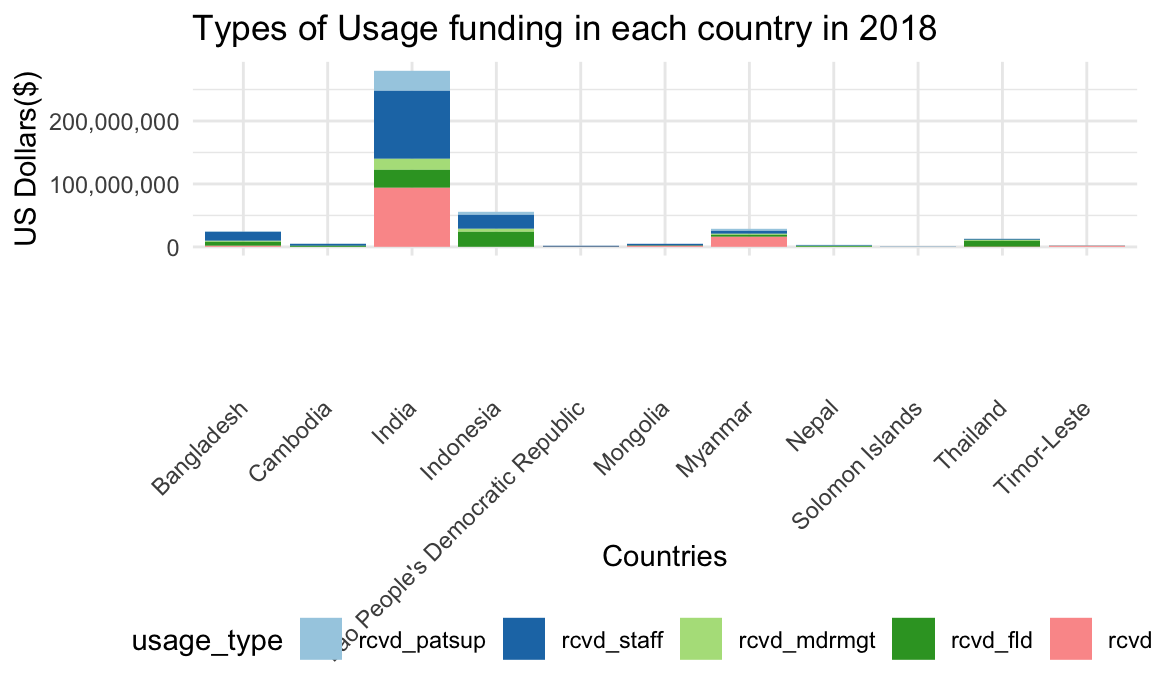 Types of Usage funding in each country in 2018
US Dollars($)
200,000,000
100,000,000
0
Bangladesh
Cambodia
India
Indonesia
People's Democratic Republic
Mongolia
Myanmar
Nepal
Solomon Islands
Thailand
Timor-Leste
Countries
usage_type
rcvd_patsup
rcvd_staff
rcvd_mdrmgt
rcvd_fld
rcvd